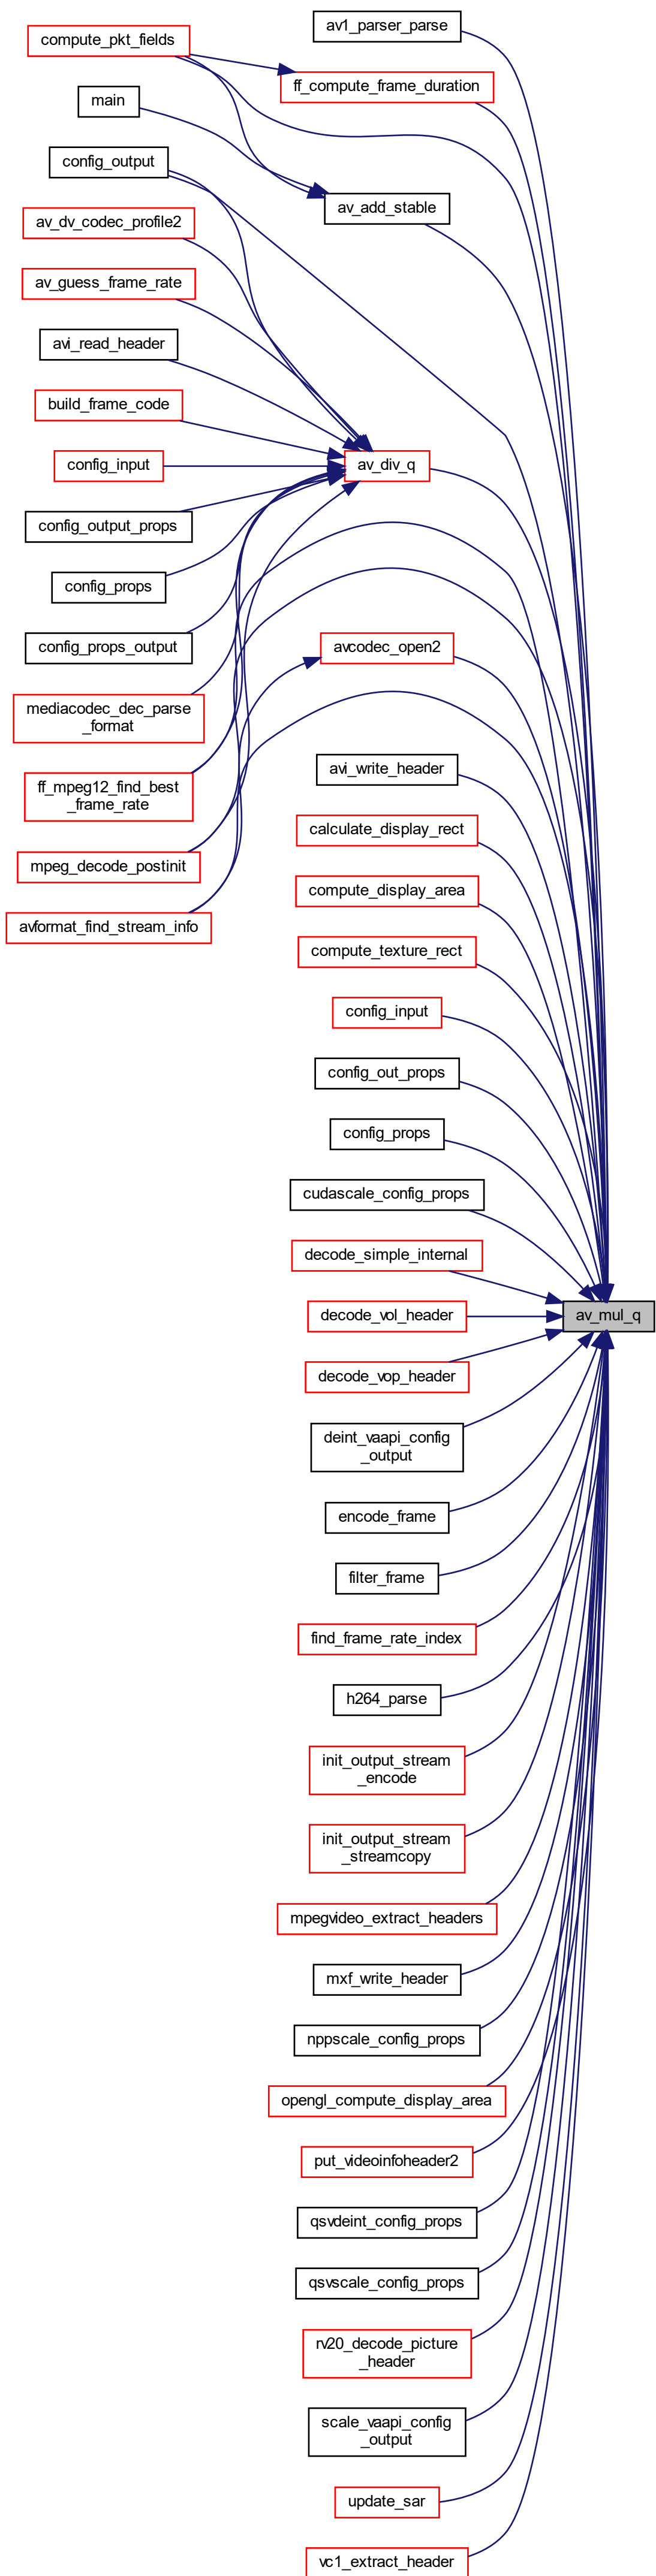 av1_parser_parse
compute_pkt_fields
ff_compute_frame_duration
main
config_output
av_add_stable
av_dv_codec_profile2
av_guess_frame_rate
avi_read_header
build_frame_code
config_input
av_div_q
config_output_props
config_props
config_props_output
avcodec_open2
mediacodec_dec_parse
_format
ff_mpeg12_find_best
_frame_rate
avi_write_header
calculate_display_rect
mpeg_decode_postinit
compute_display_area
avformat_find_stream_info
compute_texture_rect
config_input
config_out_props
config_props
cudascale_config_props
decode_simple_internal
decode_vol_header
av_mul_q
decode_vop_header
deint_vaapi_config
_output
encode_frame
filter_frame
find_frame_rate_index
h264_parse
init_output_stream
_encode
init_output_stream
_streamcopy
mpegvideo_extract_headers
mxf_write_header
nppscale_config_props
opengl_compute_display_area
put_videoinfoheader2
qsvdeint_config_props
qsvscale_config_props
rv20_decode_picture
_header
scale_vaapi_config
_output
update_sar
vc1_extract_header